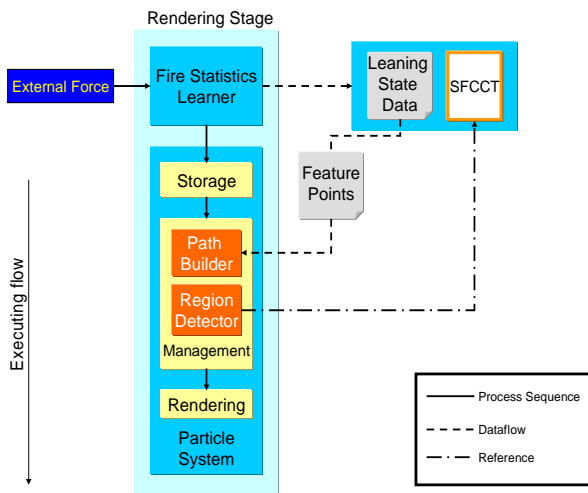 Rendering Stage
External Force
Fire Statistics
Learner
Leaning
State
Data
SFCCT
Storage
Feature
Points
Path
Builder
Region
Detector
Management
Rendering
Particle
System
Executing flow
Process Sequence
Dataflow
Reference